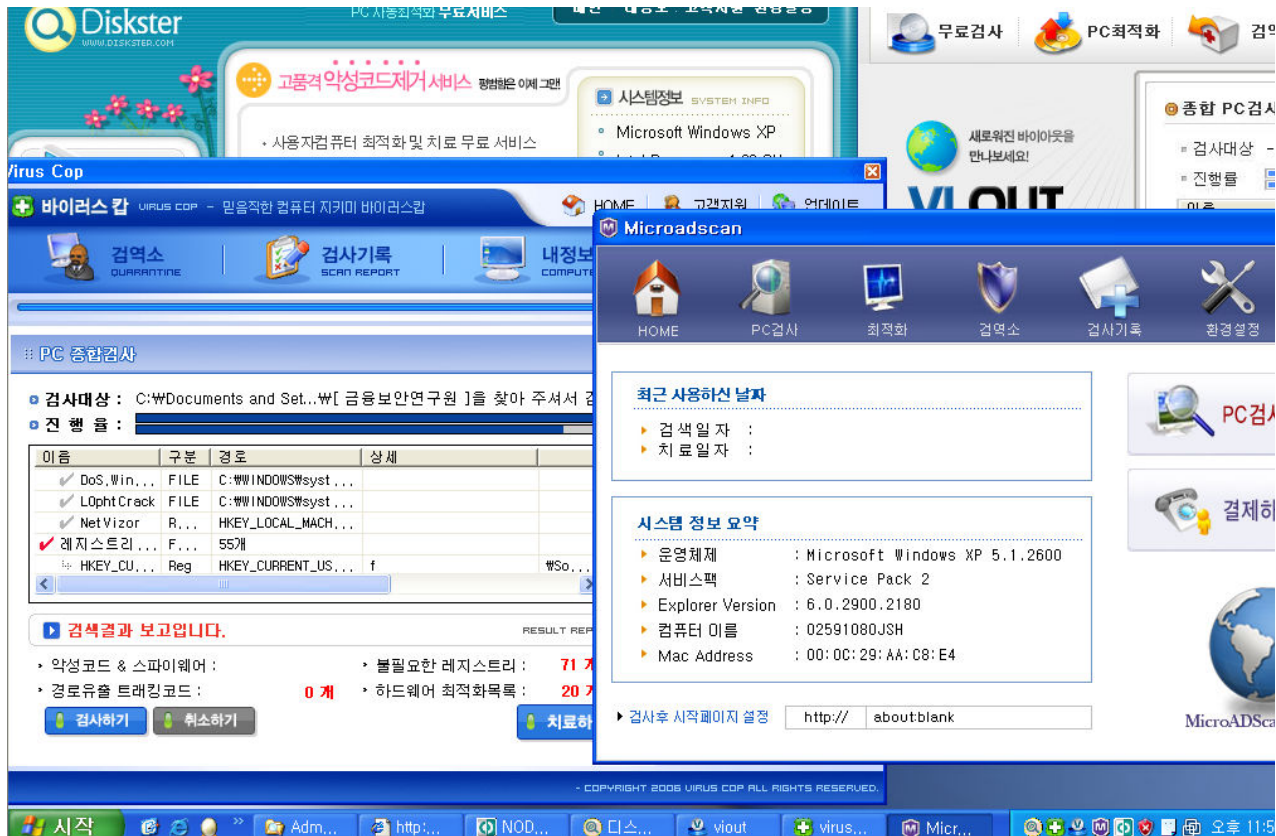 Diskster
WWW.DISKSTER.COM
PC 자동최적화 무료서비스
고품격 악성코드제거 서비스 평범함은 이제 그만!
· 사용자컴퓨터 최적화 및 치료 무료 서비스
시스템정보 SYSTEM INFO
Microsoft Windows XP
무료검사
PC최적화
새로워진 바이아웃을
만나보세요!
종합 PC검사
검사대상 -
진행률
이름
Virus Cop
바이러스 캅 VIRUS COP - 믿음직한 컴퓨터 지키미 바이러스캅
HOME
고객지원
업데이트
검역소
QUARANTINE
검사기록
SCAN REPORT
내정보
PC 종합검사
검사대상 : C:₩Documents and Set...₩[ 금융보안연구원 ]을 찾아 주셔서
진 행 율 :
이름 구분 경로 상세
DoS,Win,,, FILE C:₩WINDOWS₩syst,,,
L0phtCrack FILE C:₩WINDOWS₩syst,,,
NetVizor R,,, HKEY_LOCAL_MACH,,,
레지스트리,,, F,,, 55개
HKEY_CU,,, Reg HKEY_CURRENT_US,,, f ₩So,,,
검색결과 보고입니다.
악성코드 & 스파이웨어 :
불필요한 레지스트리 : 71
경로유출 트래킹코드 : 0 개
하드웨어 최적화목록 : 20
검사하기
취소하기
- COPYRIGHT 2006 VIRUS COP ALL RIGHTS RESERVED.
Microadscan
HOME
PC검사
최적화
검역소
검사기록
환경설정
최근 사용하신 날짜
검색일자 :
치료일자 :
시스템 정보 요약
운영체제 : Microsoft Windows XP 5.1.2600
서비스팩 : Service Pack 2
Explorer Version : 6.0.2900.2180
컴퓨터 이름 : 02591080JSH
Mac Address : 00:0C:29:AA:C8:E4
검사후 시작페이지 설정 http:// about:blank
PC검사
결제하
MicroADSca
시작
Adm...
http:...
NOD...
디스...
viout
virus...
Micr...
오후 11:5